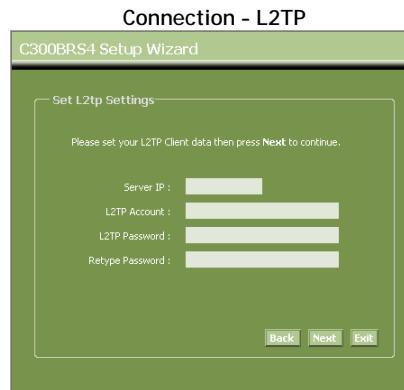 Connection - L2TP
C300BRS4 Setup Wizard
Set L2tp Settings
Please set your L2TP Client data then press Next to continue.
Server IP :
L2TP Account :
L2TP Password :
Retype Password :
Back Next Exit